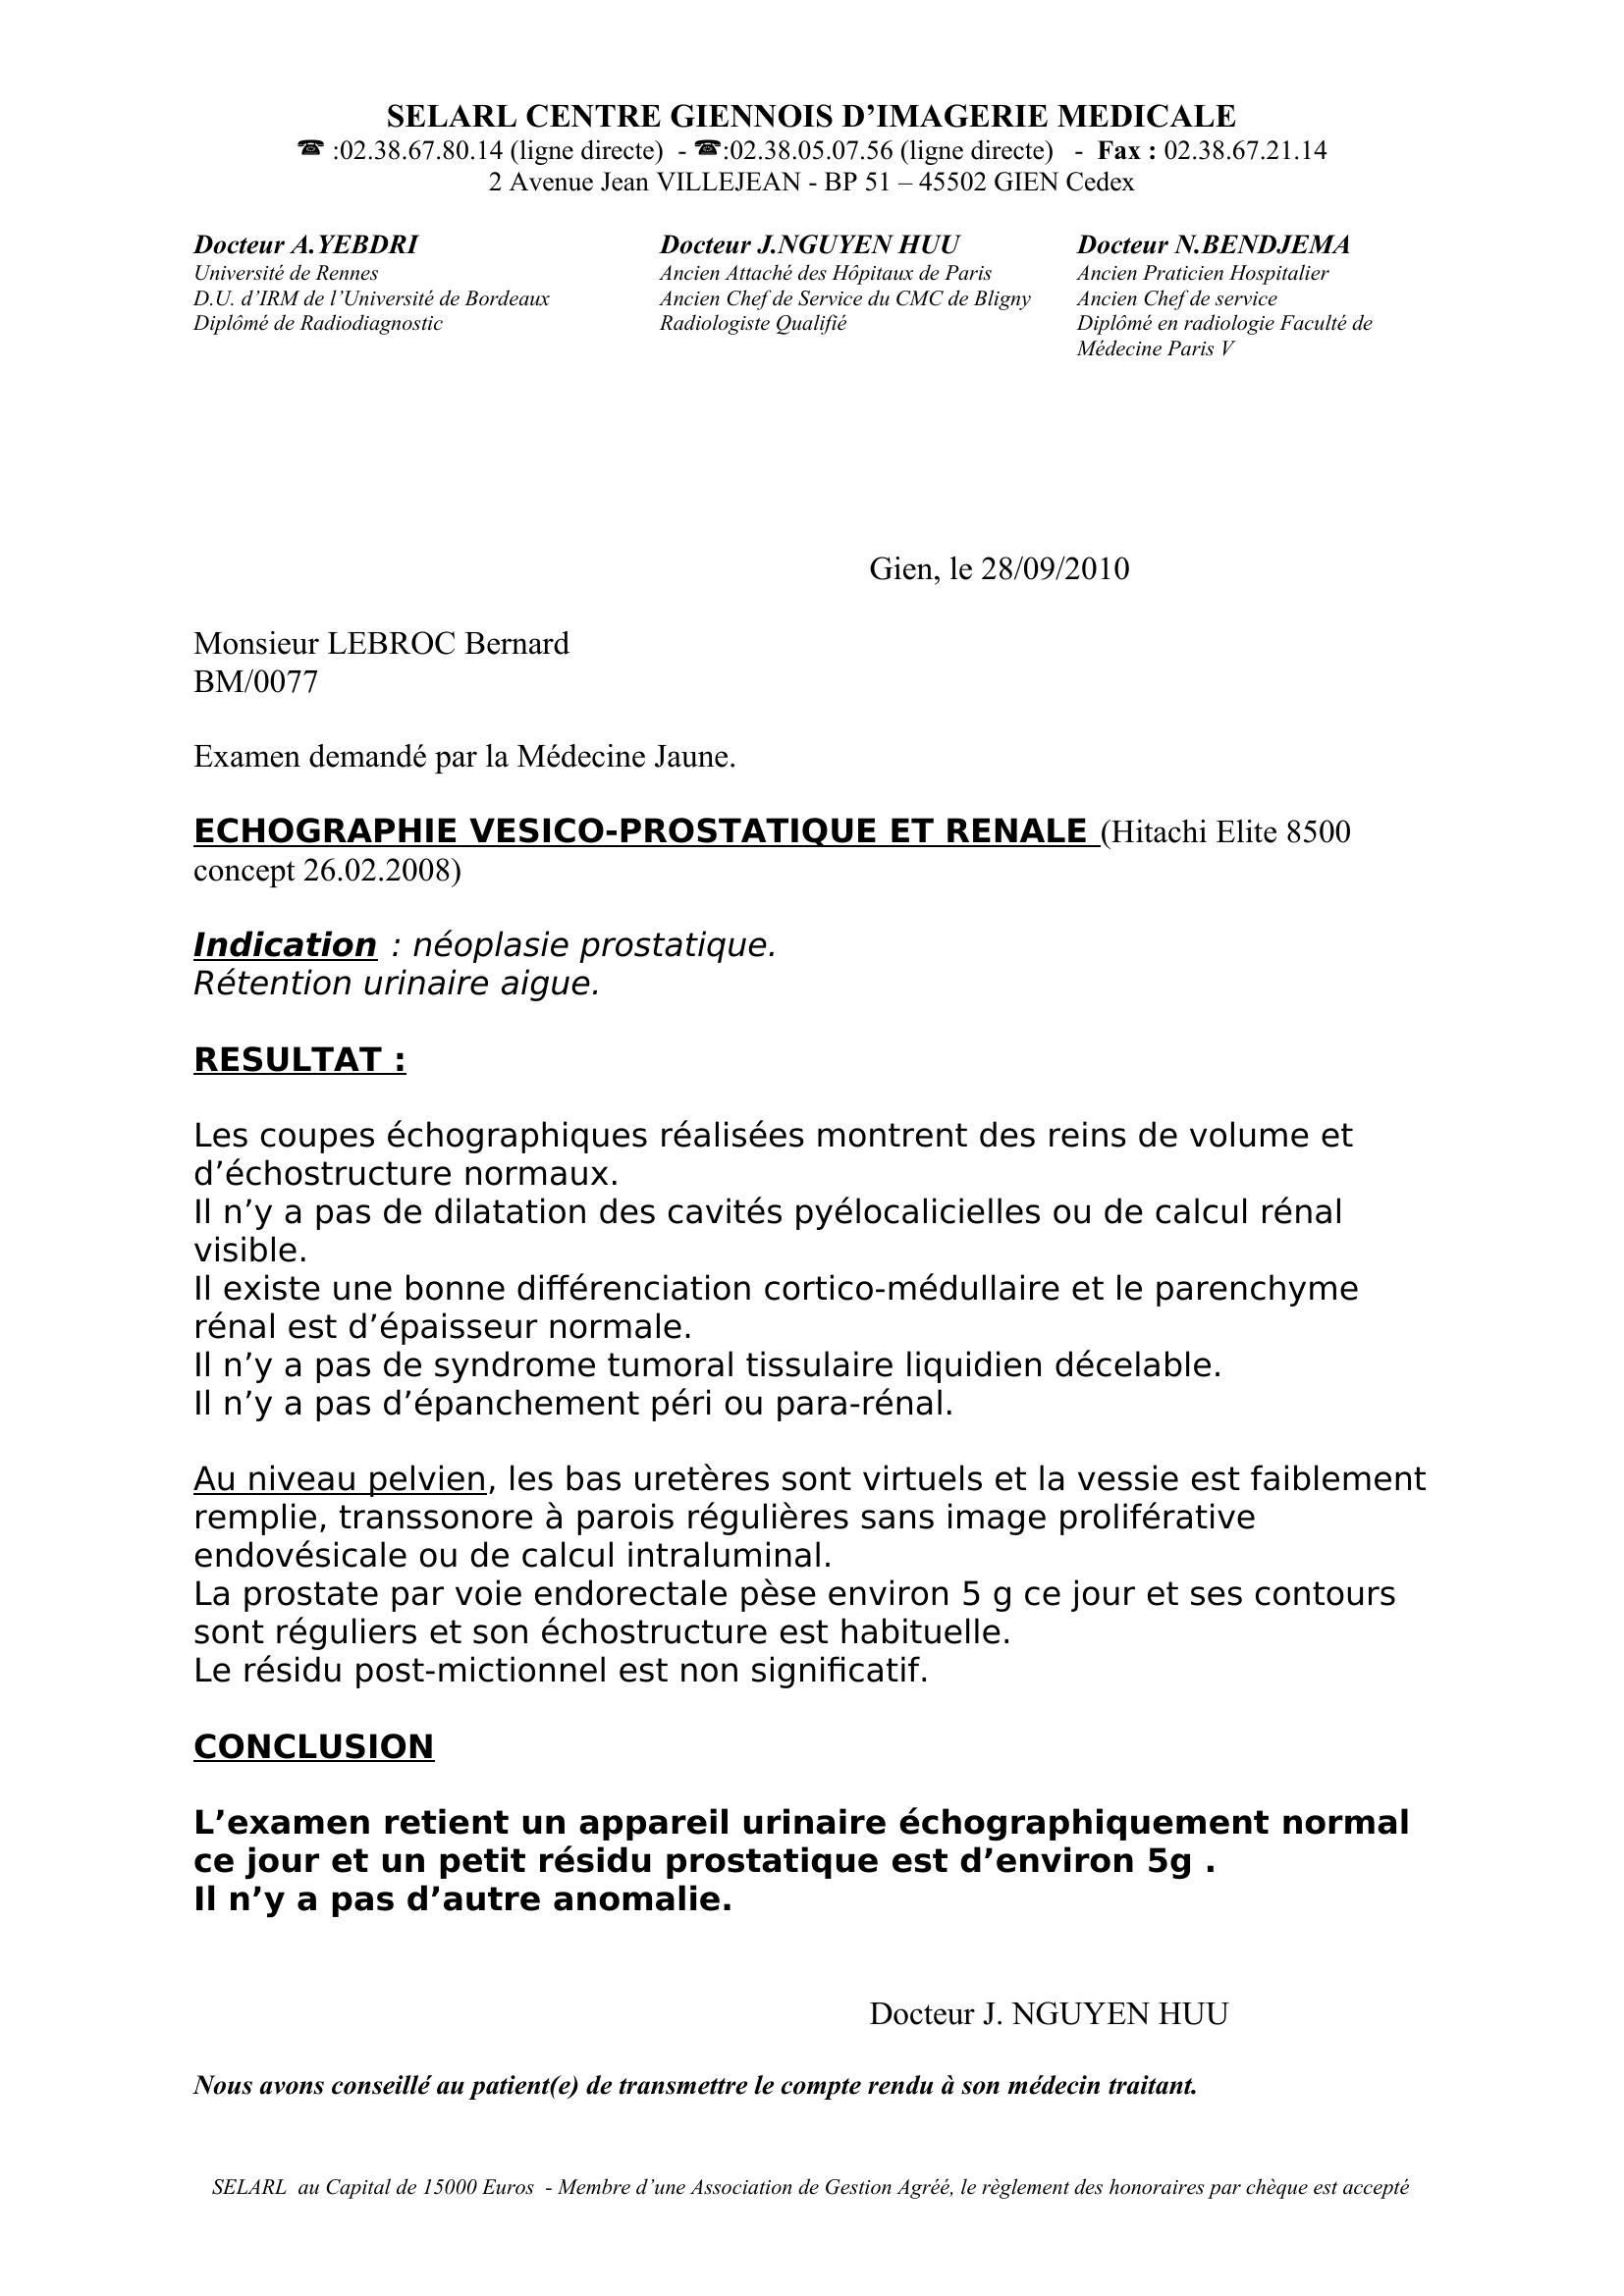 SELARL CENTRE GIENNOIS D’IMAGERIE MEDICALE
☎ :02.38.67.80.14 (ligne directe) - ☎:02.38.05.07.56 (ligne directe) - Fax : 02.38.67.21.14
2 Avenue Jean VILLEJEAN - BP 51 – 45502 GIEN Cedex
Docteur A.YEBDRI
Université de Rennes
D.U. d’IRM de l’Université de Bordeaux
Diplômé de Radiodiagnostic
Docteur J.NGUYEN HUU
Ancien Attaché des Hôpitaux de Paris
Ancien Chef de Service du CMC de Bligny
Radiologiste Qualifié
Docteur N.BENDJEMA
Ancien Praticien Hospitalier
Ancien Chef de service
Diplômé en radiologie Faculté de
Médecine Paris V
Gien, le 28/09/2010
Monsieur LEBROC Bernard
BM/0077
Examen demandé par la Médecine Jaune.
ECHOGRAPHIE VESICO-PROSTATIQUE ET RENALE (Hitachi Elite 8500
concept 26.02.2008)
Indication : néoplasie prostatique.
Rétention urinaire aigue.
RESULTAT :
Les coupes échographiques réalisées montrent des reins de volume et
d’échostructure normaux.
Il n’y a pas de dilatation des cavités pyélocalicielles ou de calcul rénal
visible.
Il existe une bonne différenciation cortico-médullaire et le parenchyme
rénal est d’épaisseur normale.
Il n’y a pas de syndrome tumoral tissulaire liquidien décelable.
Il n’y a pas d’épanchement péri ou para-rénal.
Au niveau pelvien, les bas uretères sont virtuels et la vessie est faiblement
remplie, transsonore à parois régulières sans image proliférative
endovésicale ou de calcul intraluminal.
La prostate par voie endorectale pèse environ 5 g ce jour et ses contours
sont réguliers et son échostructure est habituelle.
Le résidu post-mictionnel est non significatif.
CONCLUSION
L’examen retient un appareil urinaire échographiquement normal
ce jour et un petit résidu prostatique est d’environ 5g .
Il n’y a pas d’autre anomalie.
Docteur J. NGUYEN HUU
Nous avons conseillé au patient(e) de transmettre le compte rendu à son médecin traitant.
SELARL au Capital de 15000 Euros - Membre d’une Association de Gestion Agréé, le règlement des honoraires par chèque est accepté